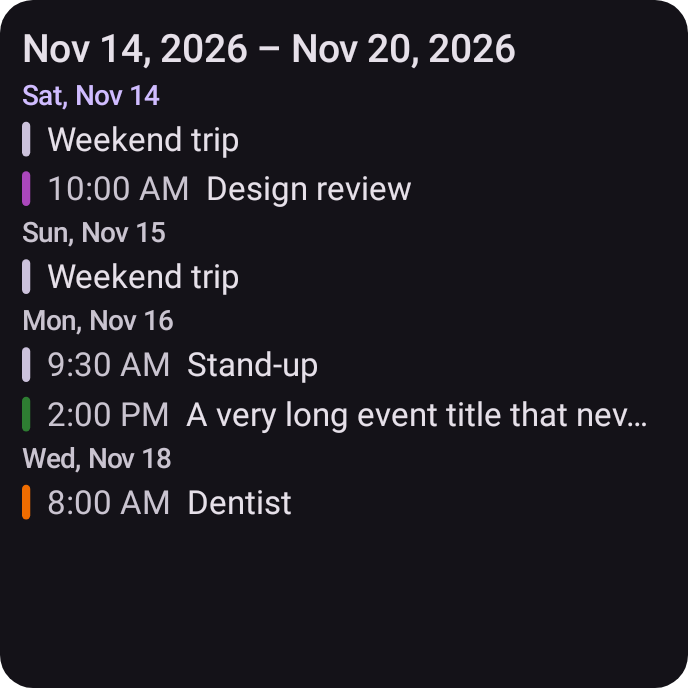 Nov 14, 2026 – Nov 20, 2026
Sat, Nov 14
Weekend trip
10:00 AM Design review
Sun, Nov 15
Weekend trip
Mon, Nov 16
9:30 AM Stand-up
2:00 PM A very long event title that nev…
Wed, Nov 18
8:00 AM Dentist